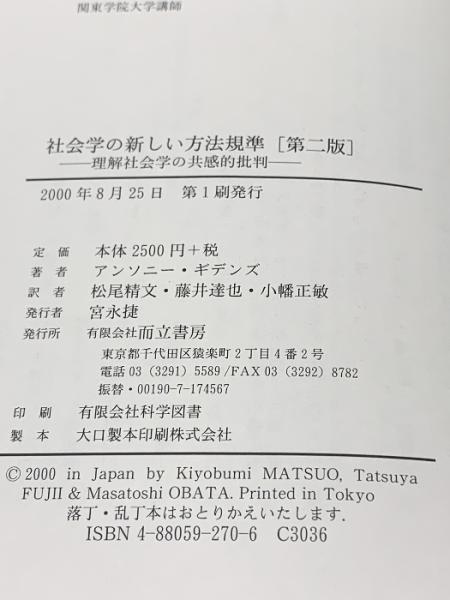 関東学院大学講師
社会学の新しい方法規準［第二版］
──理解社会学の共感的批判──
2000年8月25日　第1刷発行
定　価　本体2500円＋税
著　者　アンソニー・ギデンズ
訳　者　松尾精文・藤井達也・小幡正敏
発行者　宮永捷
発行所　有限会社而立書房
東京都千代田区猿楽町2丁目4番2号
電話 03（3291）5589／FAX 03（3292）8782
振替・00190-7-174567
印　刷　有限会社科学図書
製　本　大口製本印刷株式会社
© 2000 in Japan by Kiyobumi MATSUO, Tatsuya
FUJII & Masatoshi OBATA. Printed in Tokyo
落丁・乱丁本はおとりかえいたします．
ISBN 4-88059-270-6　C3036